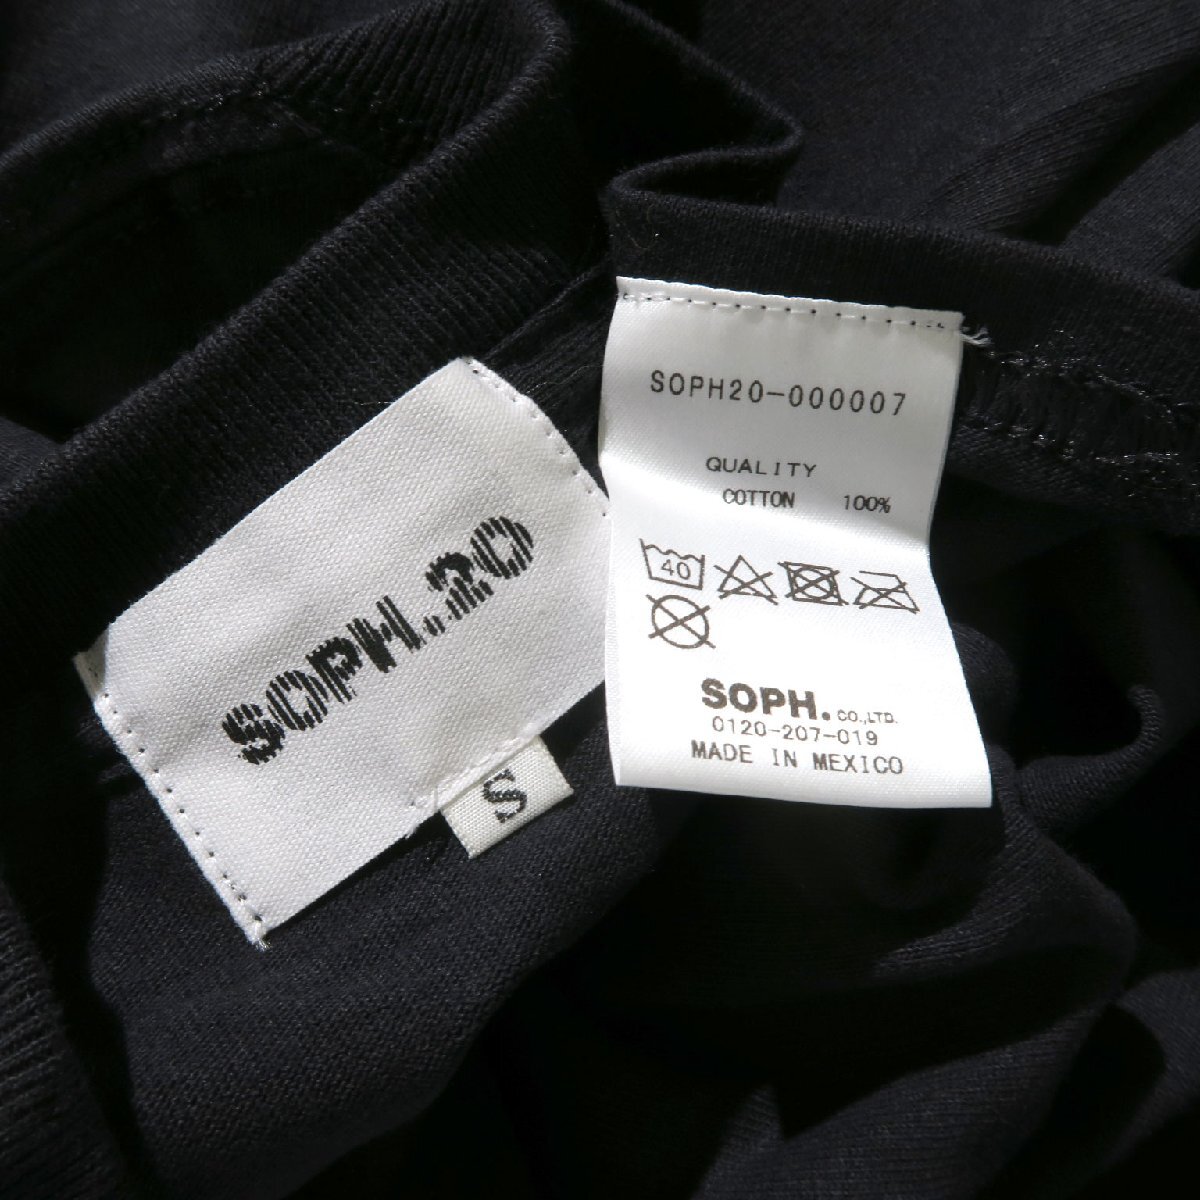 SOPH.20
S
SOPH20-000007
QUALITY
COTTON 100%
40
SOPH. CO.,LTD.
0120-207-019
MADE IN MEXICO